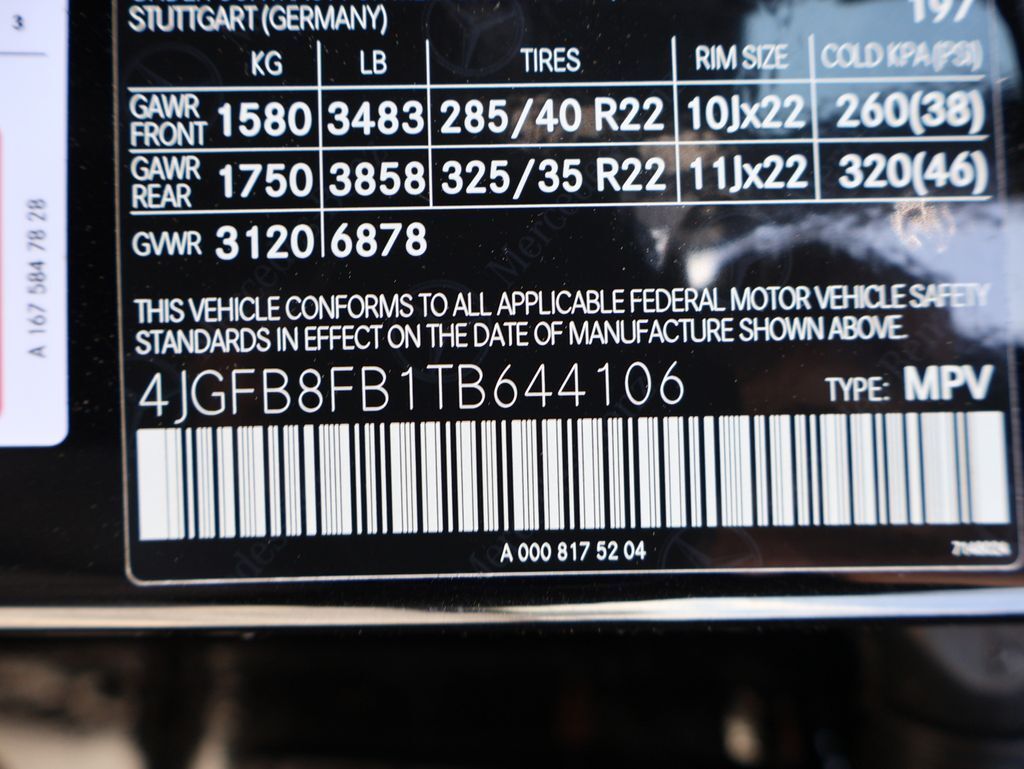 3
A 167 584 78 28
STUTTGART (GERMANY)
197
KG LB TIRES RIM SIZE COLD KPA(PSI)
GAWR FRONT 1580 3483 285/40 R22 10Jx22 260(38)
GAWR REAR 1750 3858 325/35 R22 11Jx22 320(46)
GVWR 3120 6878
THIS VEHICLE CONFORMS TO ALL APPLICABLE FEDERAL MOTOR VEHICLE SAFETY
STANDARDS IN EFFECT ON THE DATE OF MANUFACTURE SHOWN ABOVE.
4JGFB8FB1TB644106 TYPE: MPV
A 000 817 52 04